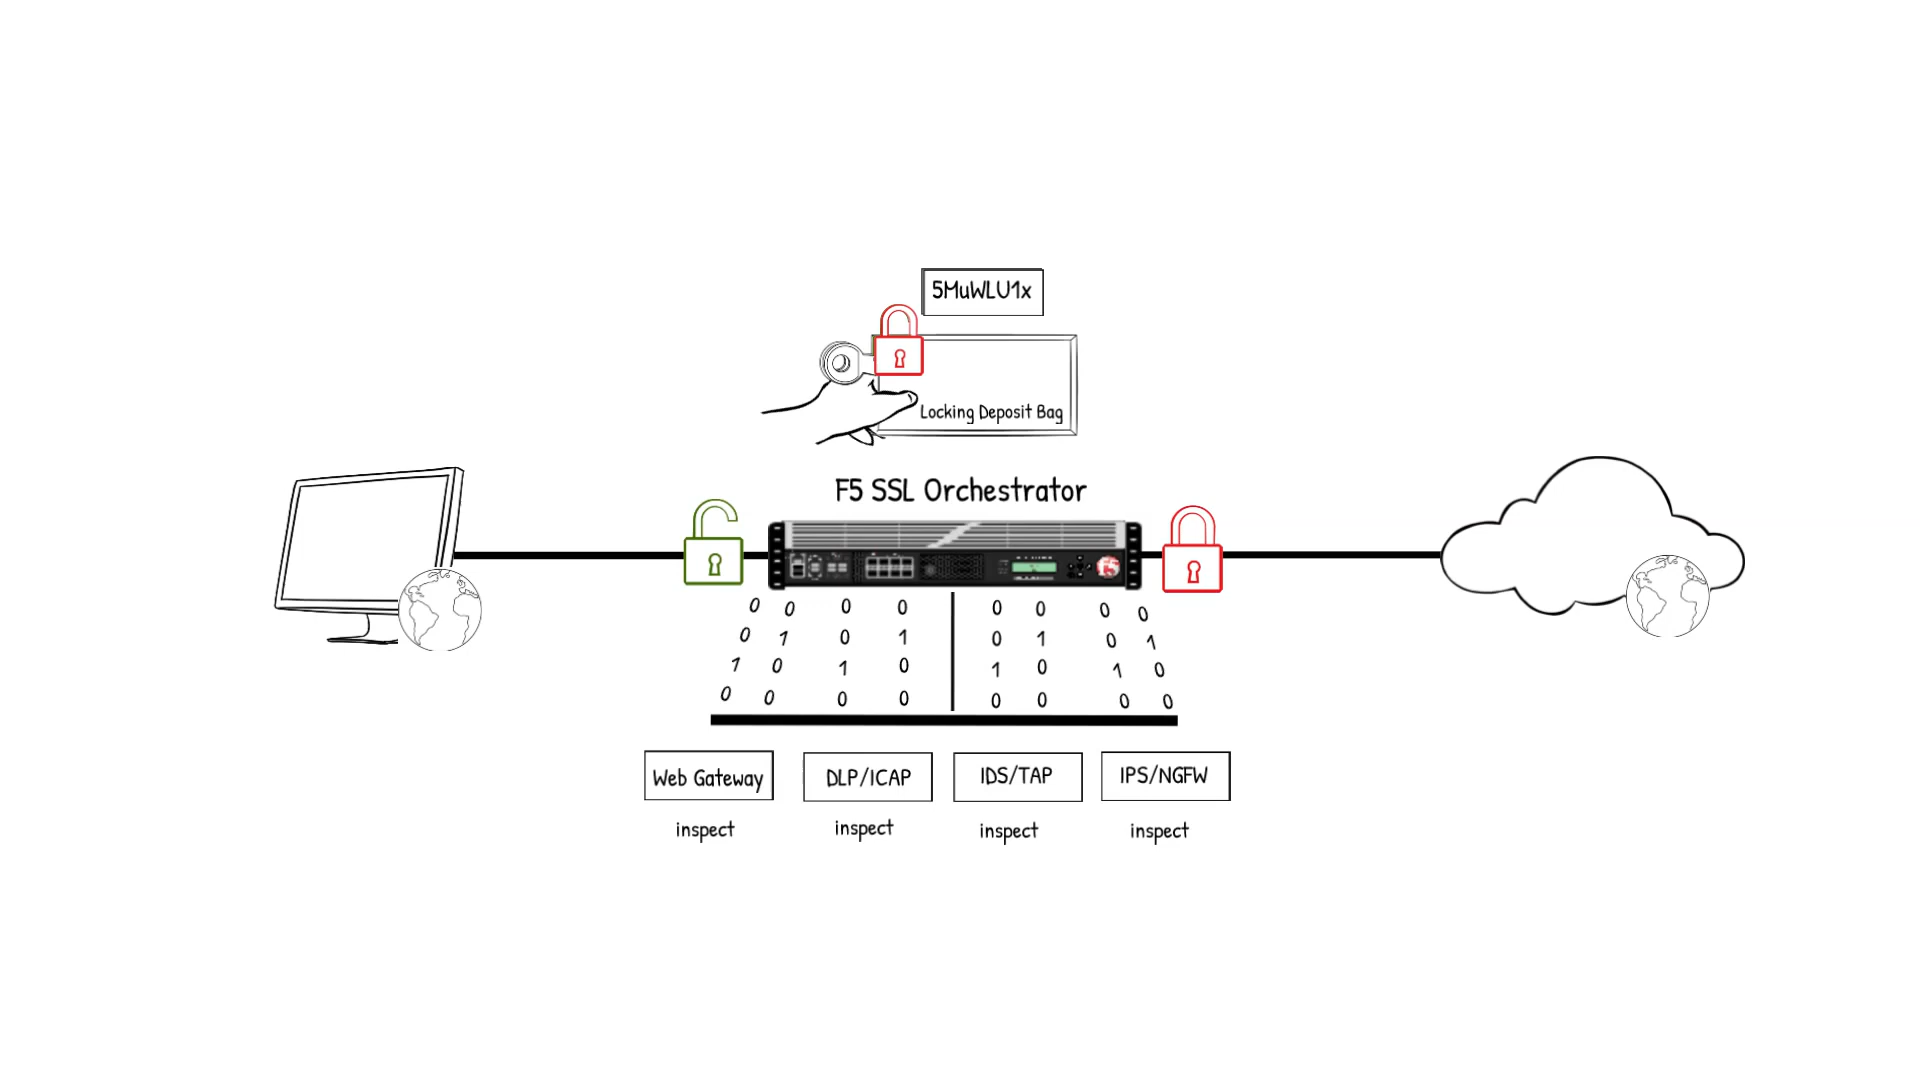 5MuWLU1x
Locking Deposit Bag
F5 SSL Orchestrator
0 0 0 0 0 0 0 0
0 1 0 1 0 1 0 1
1 0 1 0 1 0 1 0
0 0 0 0 0 0 0 0
Web Gateway DLP/ICAP IDS/TAP IPS/NGFW
inspect inspect inspect inspect